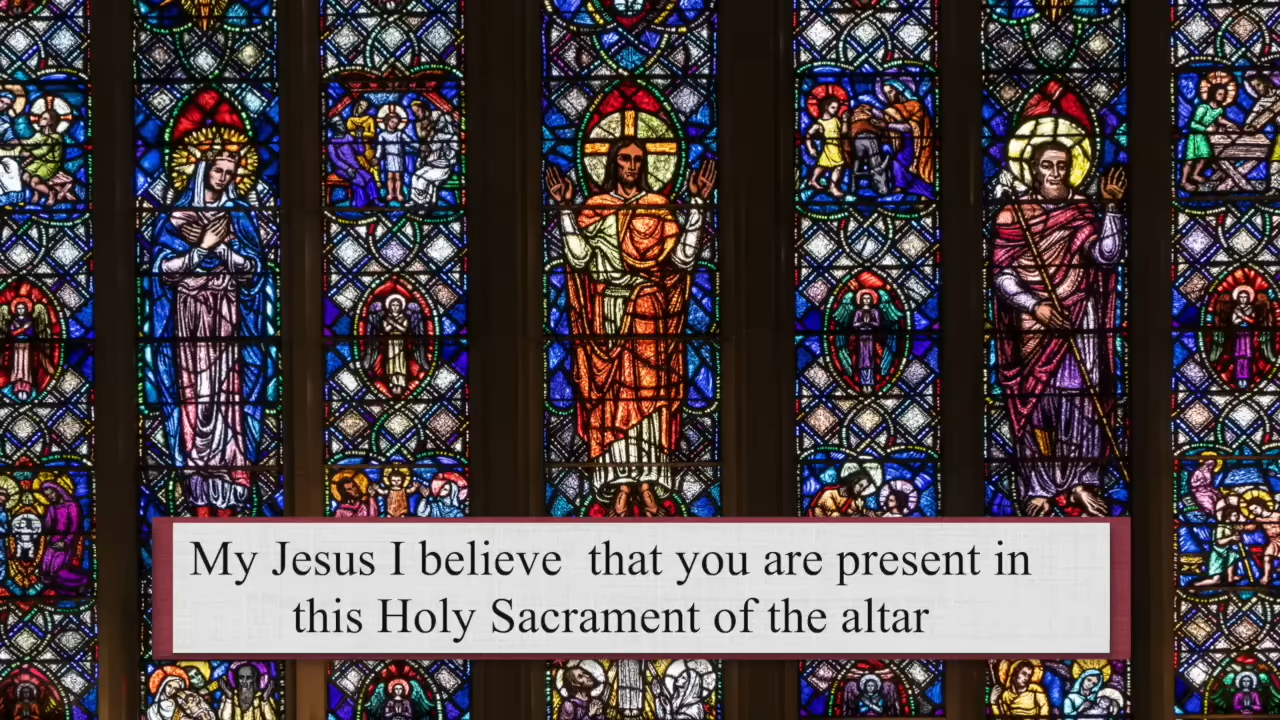 My Jesus I believe  that you are present in
this Holy Sacrament of the altar